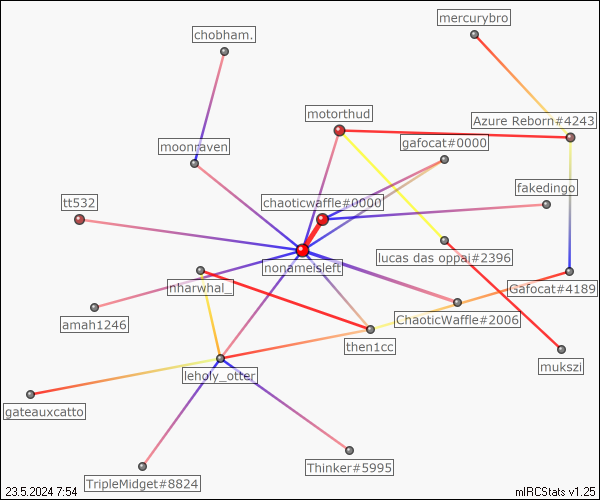 mercurybro
chobham.
motorthud
Azure Reborn#4243
gafocat#0000
moonraven
fakedingo
chaoticwaffle#0000
tt532
nonameisleft
lucas das oppai#2396
nharwhal_
Gafocat#4189
ChaoticWaffle#2006
amah1246
then1cc
mukszi
leholy_otter
gateauxcatto
Thinker#5995
TripleMidget#8824
23.5.2024 7:54
mIRCStats v1.25